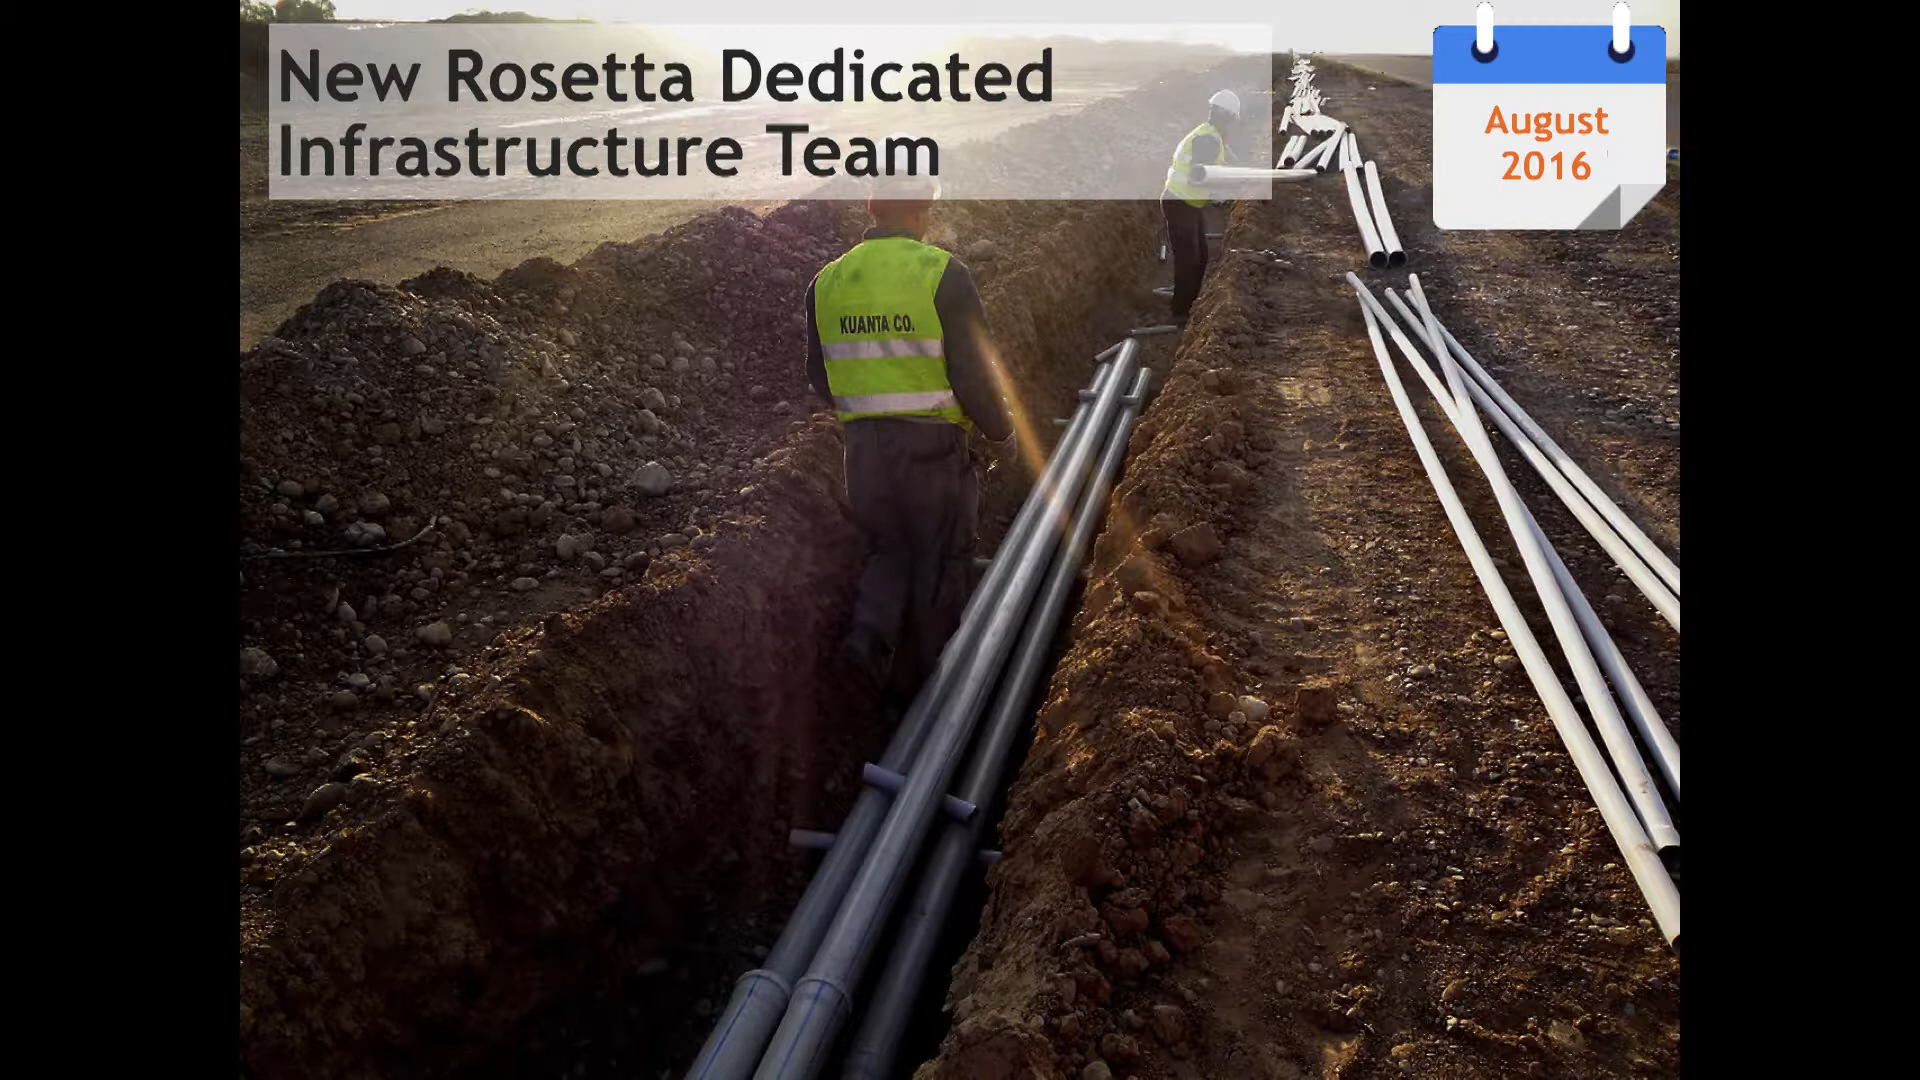 New Rosetta Dedicated
Infrastructure Team
August
2016
KUANTA CO.